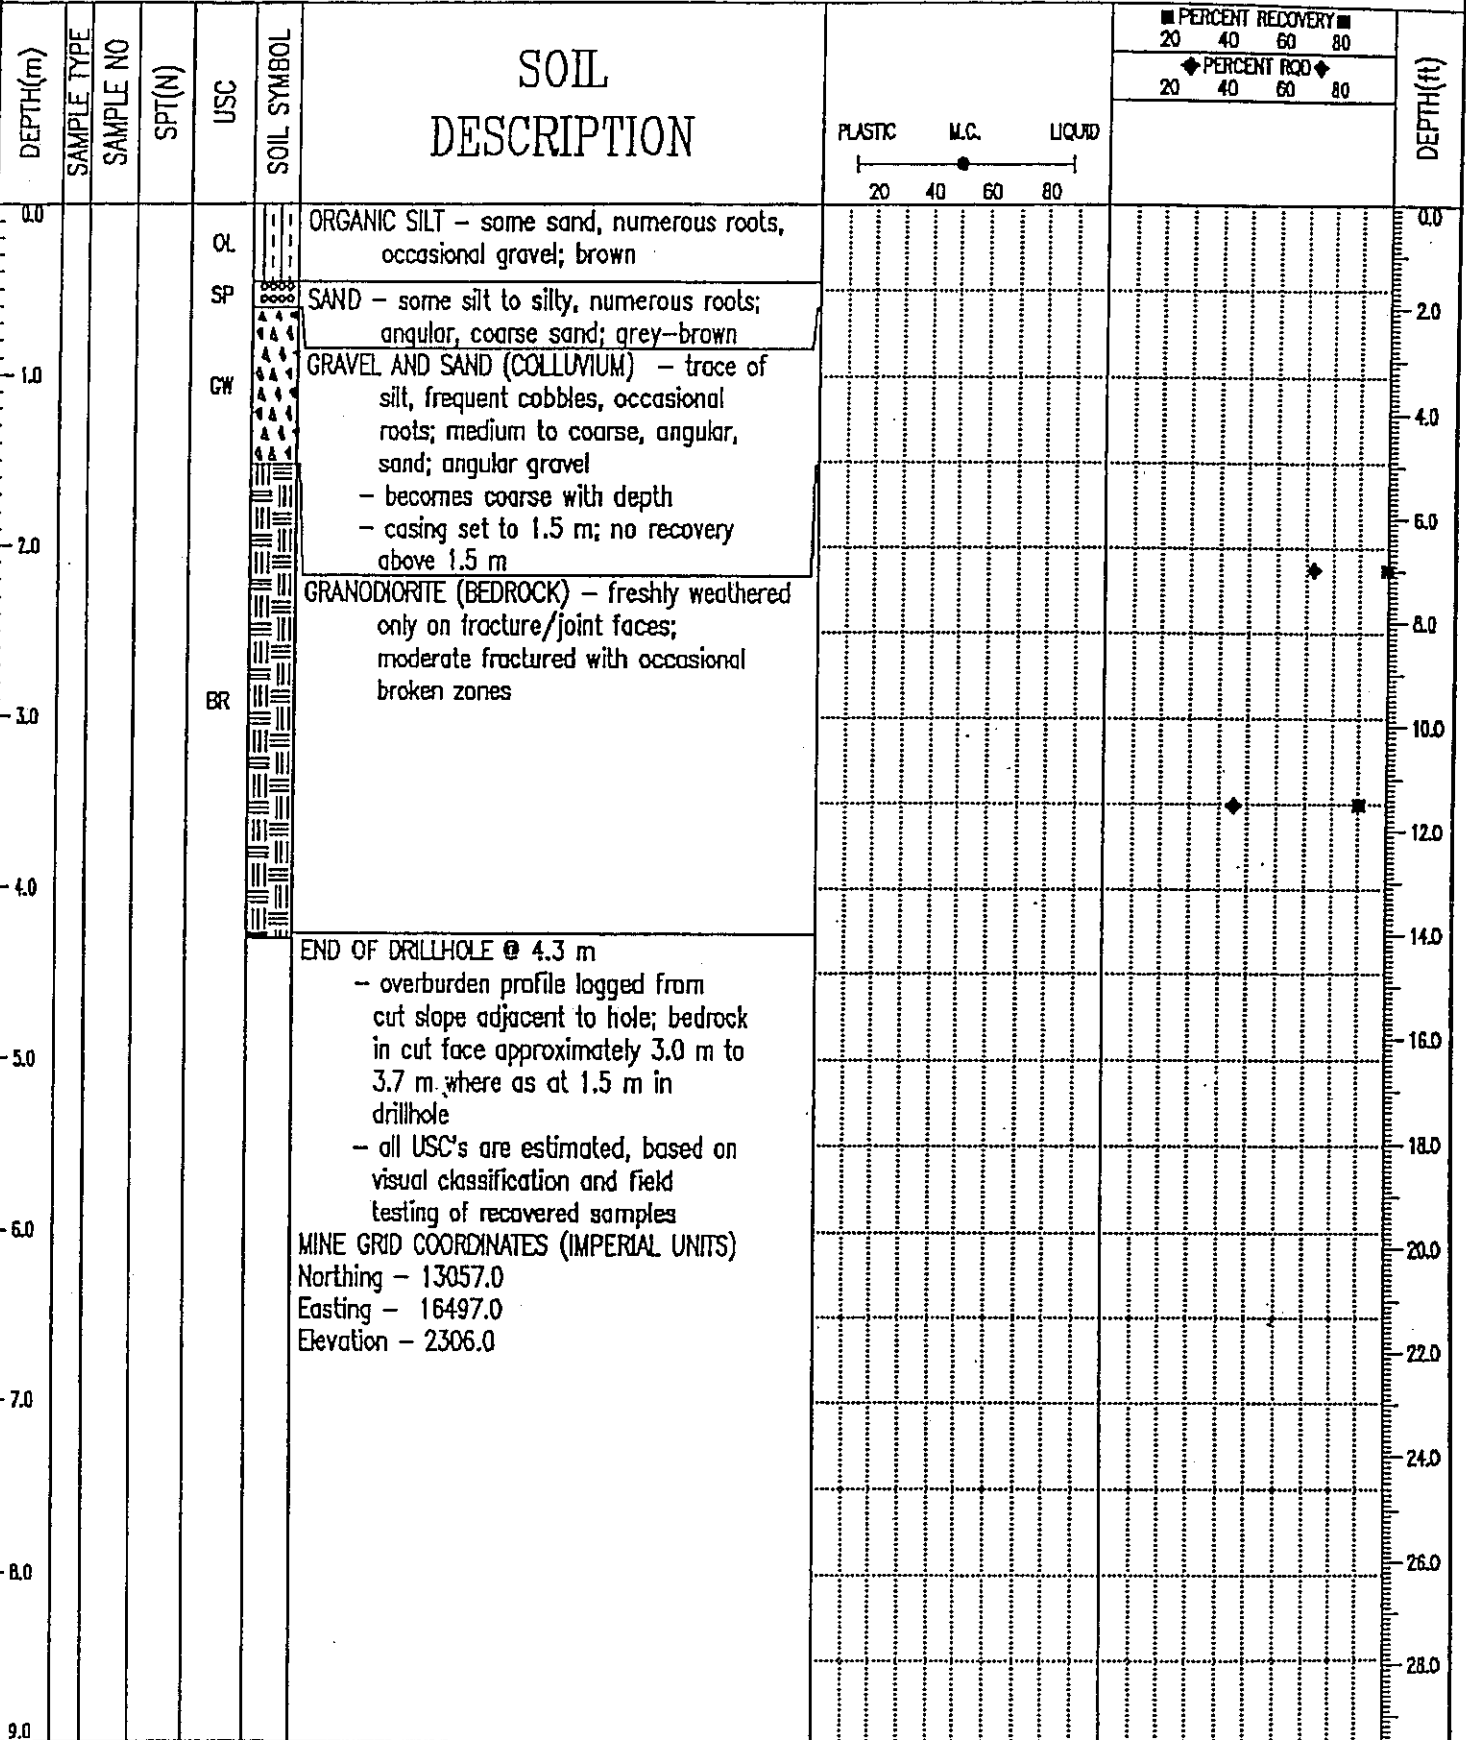 DEPTH(m)
SAMPLE TYPE
SAMPLE NO
SPT(N)
USC
SOIL SYMBOL
SOIL
DESCRIPTION
PLASTIC M.C. LIQUID
20 40 60 80
■ PERCENT RECOVERY ■
20 40 60 80
◆ PERCENT RQD ◆
20 40 60 80
DEPTH(ft)
0.0
1.0
2.0
3.0
4.0
5.0
6.0
7.0
8.0
9.0
OL
SP
GW
BR
ORGANIC SILT – some sand, numerous roots,
occasional gravel; brown
SAND – some silt to silty, numerous roots;
angular, coarse sand; grey–brown
GRAVEL AND SAND (COLLUVIUM) – trace of
silt, frequent cobbles, occasional
roots; medium to coarse, angular,
sand; angular gravel
– becomes coarse with depth
– casing set to 1.5 m; no recovery
above 1.5 m
GRANODIORITE (BEDROCK) – freshly weathered
only on fracture/joint faces;
moderate fractured with occasional
broken zones
END OF DRILLHOLE @ 4.3 m
– overburden profile logged from
cut slope adjacent to hole; bedrock
in cut face approximately 3.0 m to
3.7 m where as at 1.5 m in
drillhole
– all USC's are estimated, based on
visual classification and field
testing of recovered samples
MINE GRID COORDINATES (IMPERIAL UNITS)
Northing – 13057.0
Easting – 16497.0
Elevation – 2306.0
0.0
2.0
4.0
6.0
8.0
10.0
12.0
14.0
16.0
18.0
20.0
22.0
24.0
26.0
28.0